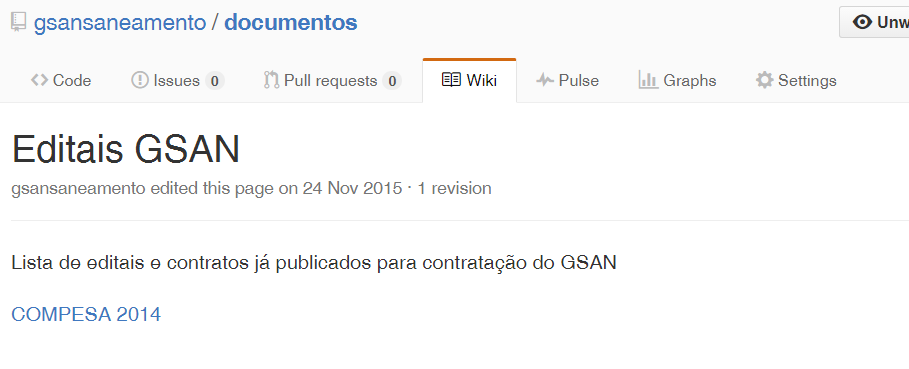 gsansaneamento / documentos
Unw
Code Issues 0 Pull requests 0 Wiki Pulse Graphs Settings
Editais GSAN
gsansaneamento edited this page on 24 Nov 2015 · 1 revision
Lista de editais e contratos já publicados para contratação do GSAN
COMPESA 2014